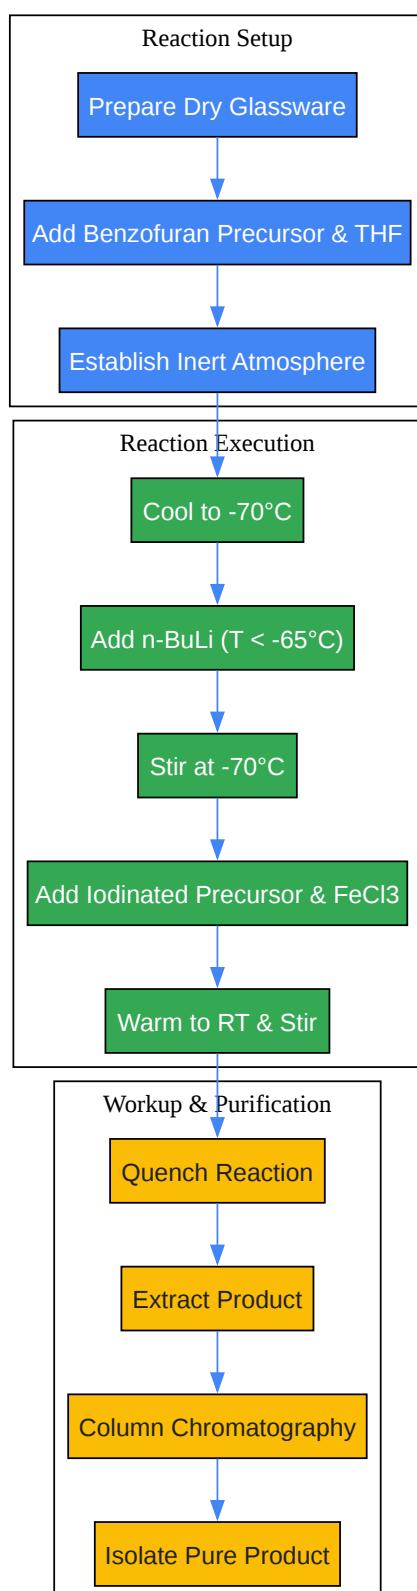 Reaction Setup
Prepare Dry Glassware
Add Benzofuran Precursor & THF
Establish Inert Atmosphere
Reaction Execution
Cool to -70°C
Add n-BuLi (T < -65°C)
Stir at -70°C
Add Iodinated Precursor & FeCl3
Warm to RT & Stir
Workup & Purification
Quench Reaction
Extract Product
Column Chromatography
Isolate Pure Product